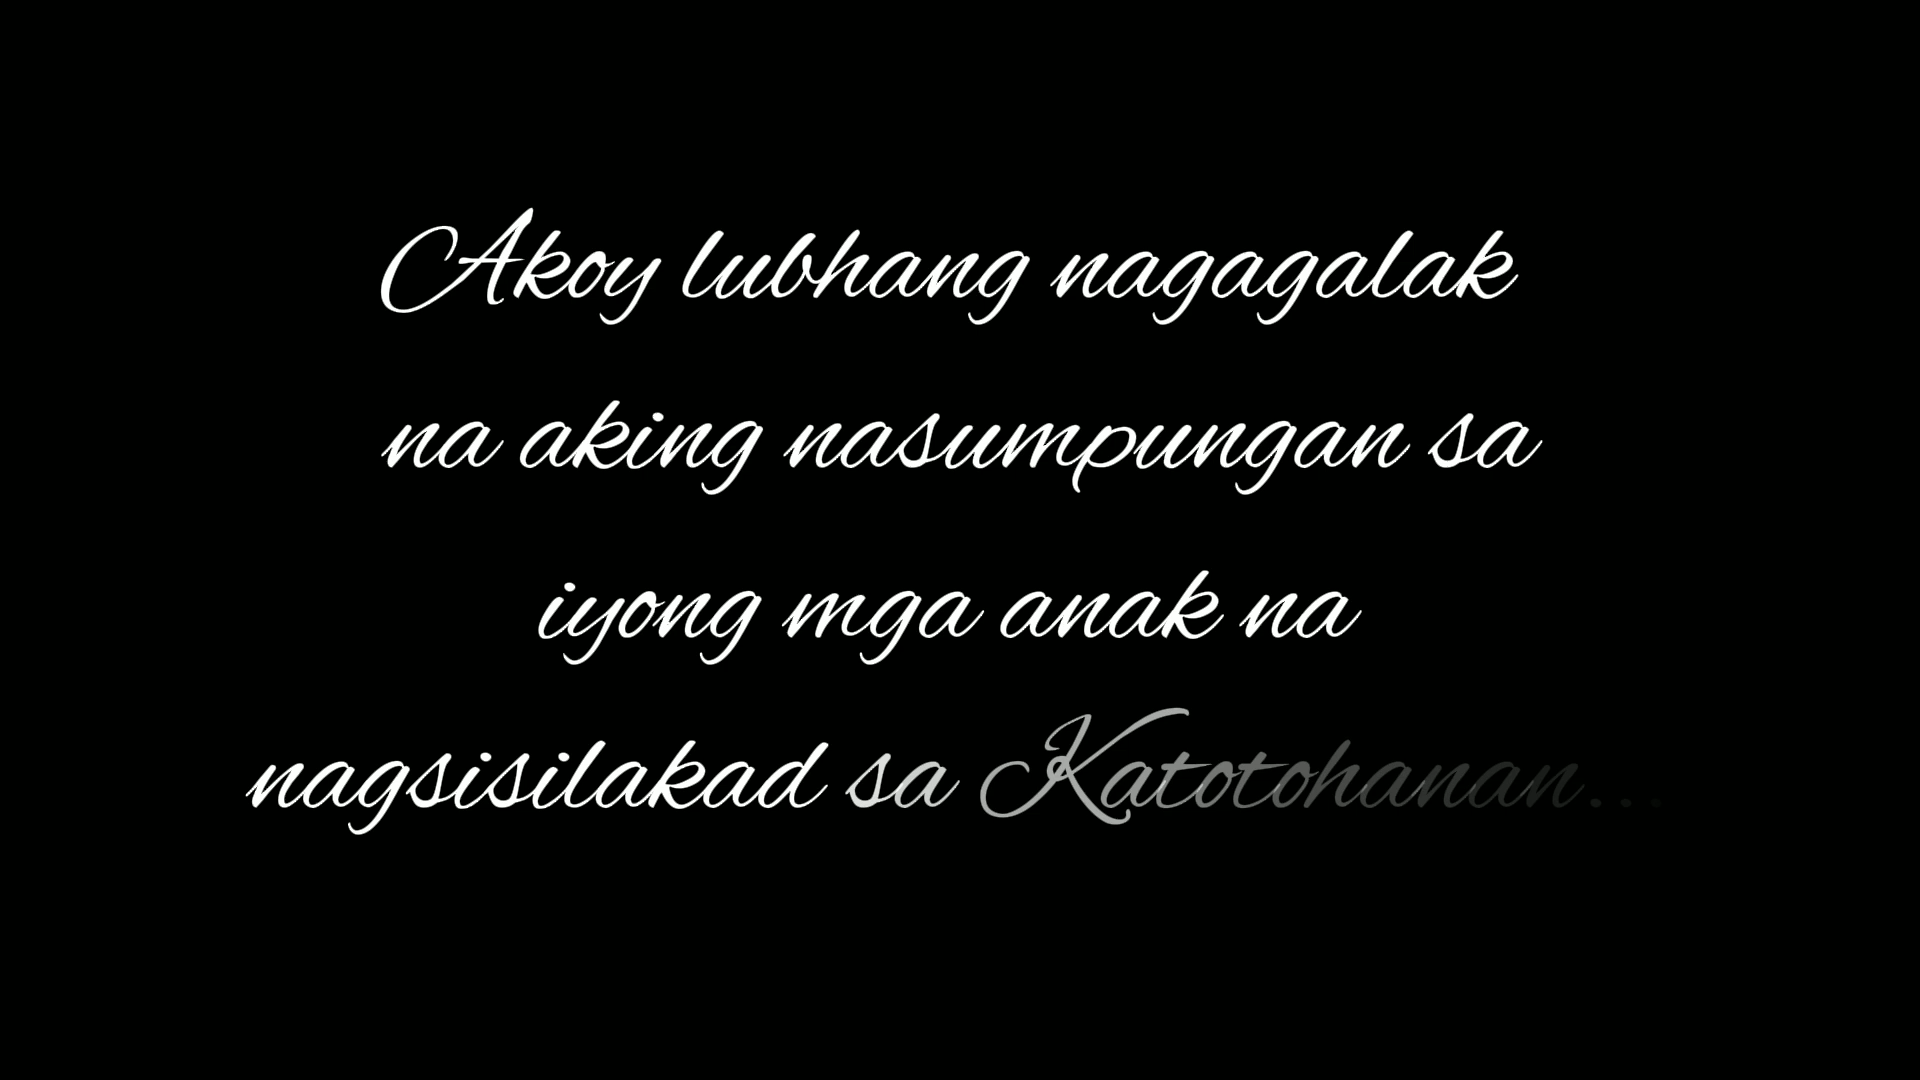 Akoy lubhang nagagalak
na aking nasumpungan sa
iyong mga anak na
nagsisilakad sa Katotohanan...